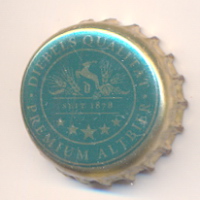 DIEBELS QUALITÄT
SEIT 1878
PREMIUM ALTBIER